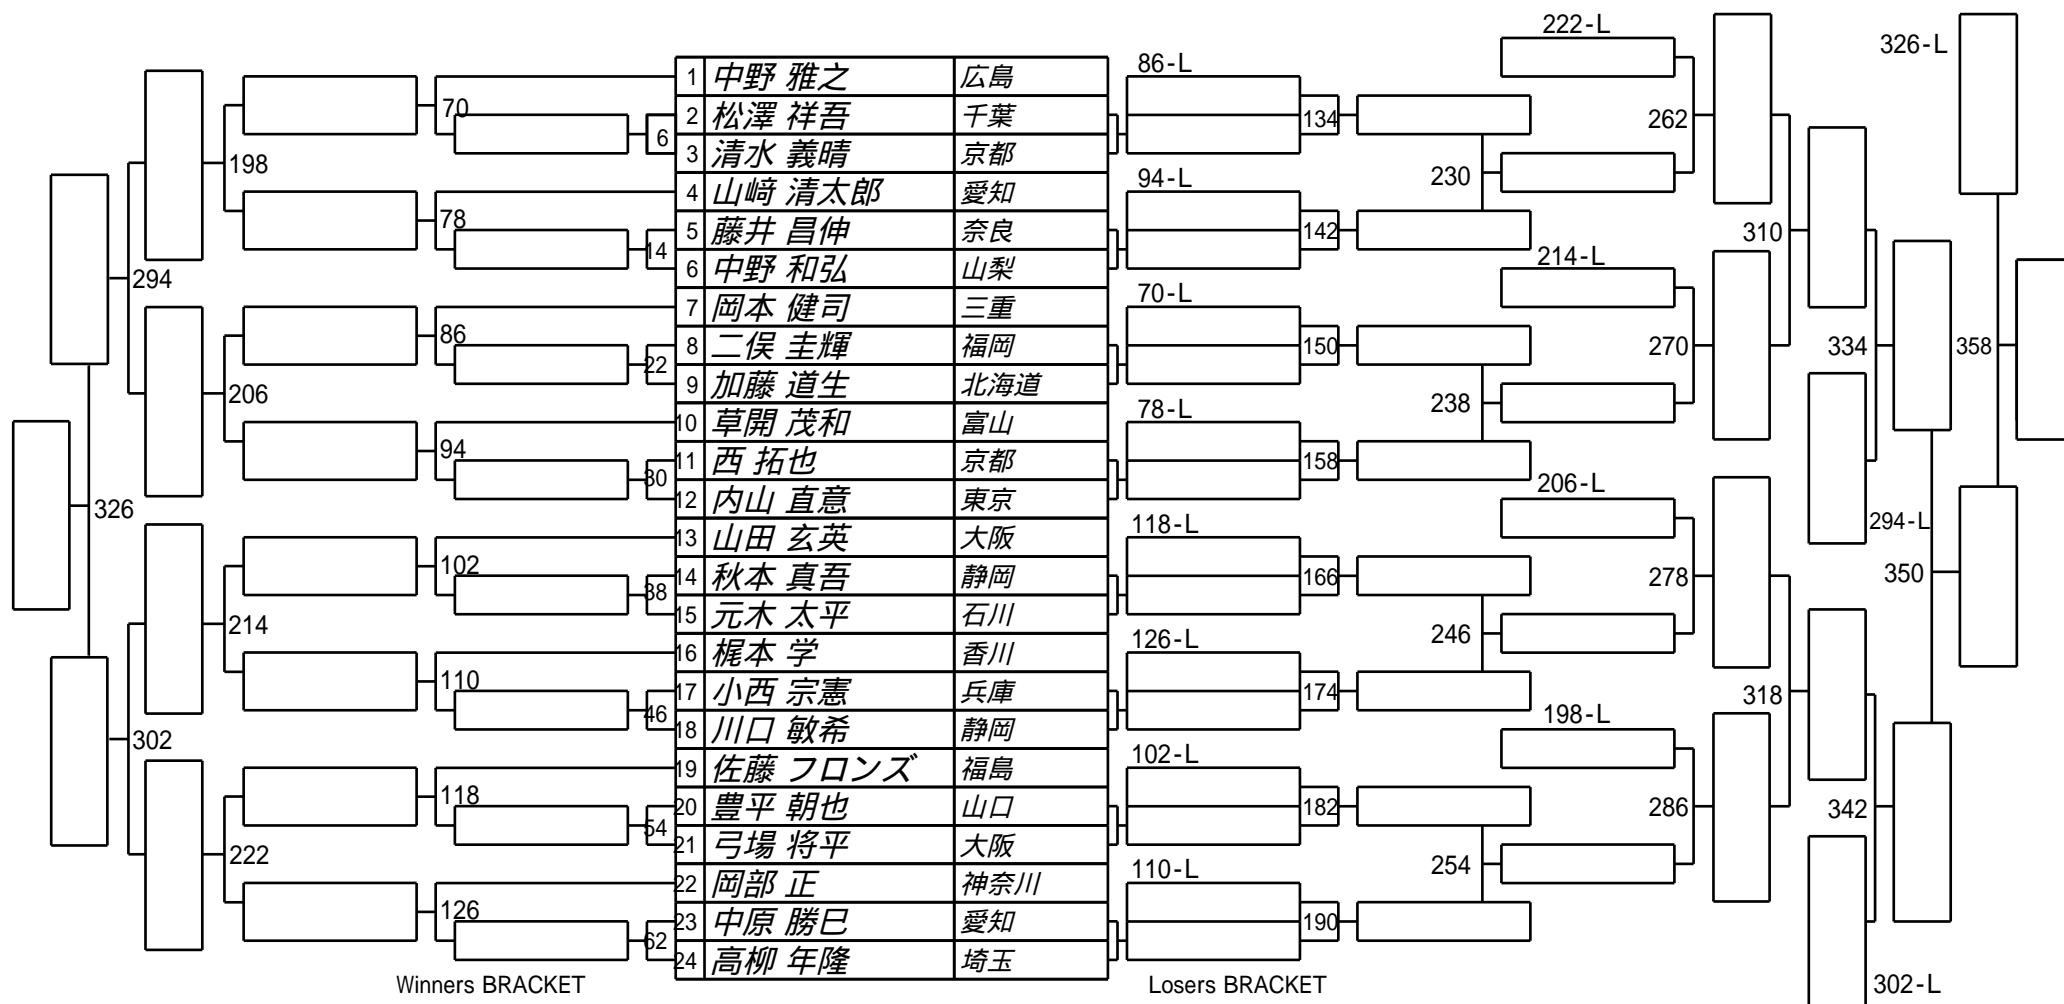 222-L
326-L
86-L
1 中野 雅之 広島
70
2 松澤 祥吾 千葉
134
262
6
3 清水 義晴 京都
198
230
94-L
4 山﨑 清太郎 愛知
78
5 藤井 昌伸 奈良
142
310
14
6 中野 和弘 山梨
214-L
294
70-L
7 岡本 健司 三重
86
8 二俣 圭輝 福岡
150
270
334
358
22
9 加藤 道生 北海道
206
238
78-L
10 草開 茂和 富山
94
11 西 拓也 京都
158
30
206-L
12 内山 直意 東京
326
294-L
118-L
13 山田 玄英 大阪
102
14 秋本 真吾 静岡
166
278
350
38
15 元木 太平 石川
214
246
126-L
16 梶本 学 香川
110
17 小西 宗憲 兵庫
174
318
46
198-L
18 川口 敏希 静岡
302
102-L
19 佐藤 フロンズ 福島
118
20 豊平 朝也 山口
182
286
342
54
21 弓場 将平 大阪
222
254
110-L
22 岡部 正 神奈川
126
23 中原 勝巳 愛知
190
62
24 高柳 年隆 埼玉
Winners BRACKET
Losers BRACKET
302-L